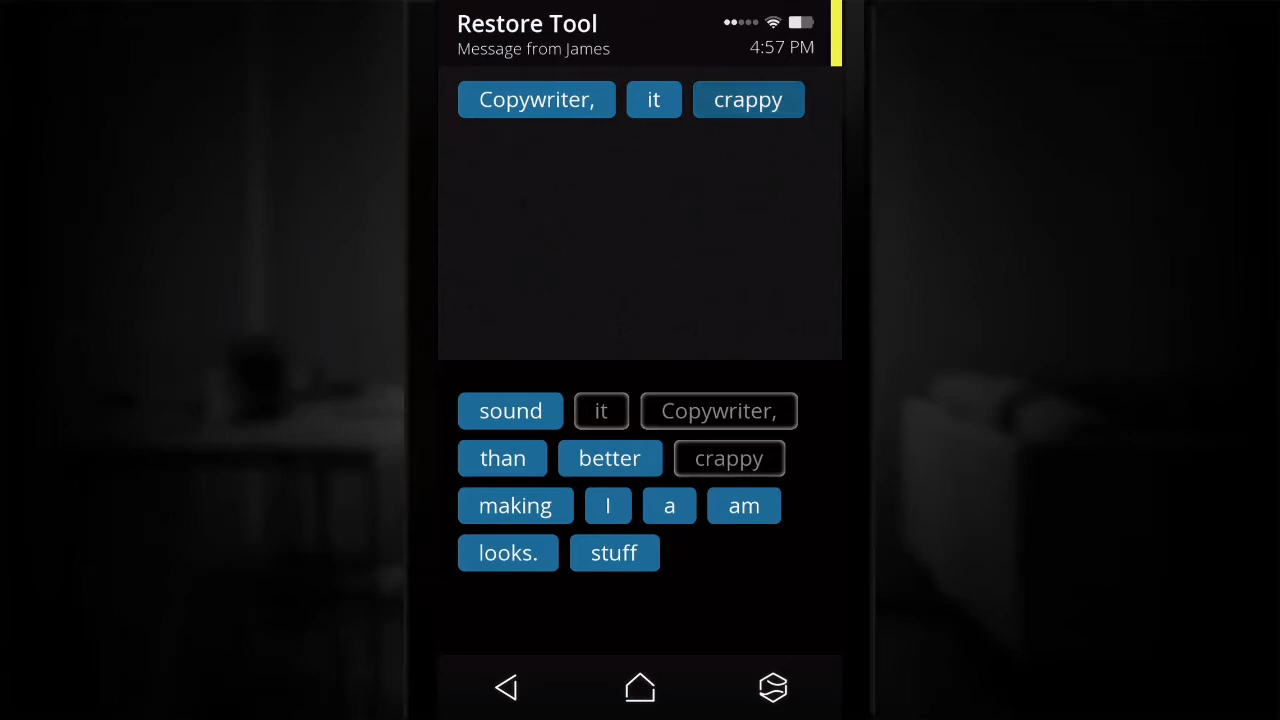 Restore Tool
Message from James 4:57 PM
Copywriter, it crappy
sound it Copywriter,
than better crappy
making I a am
looks. stuff